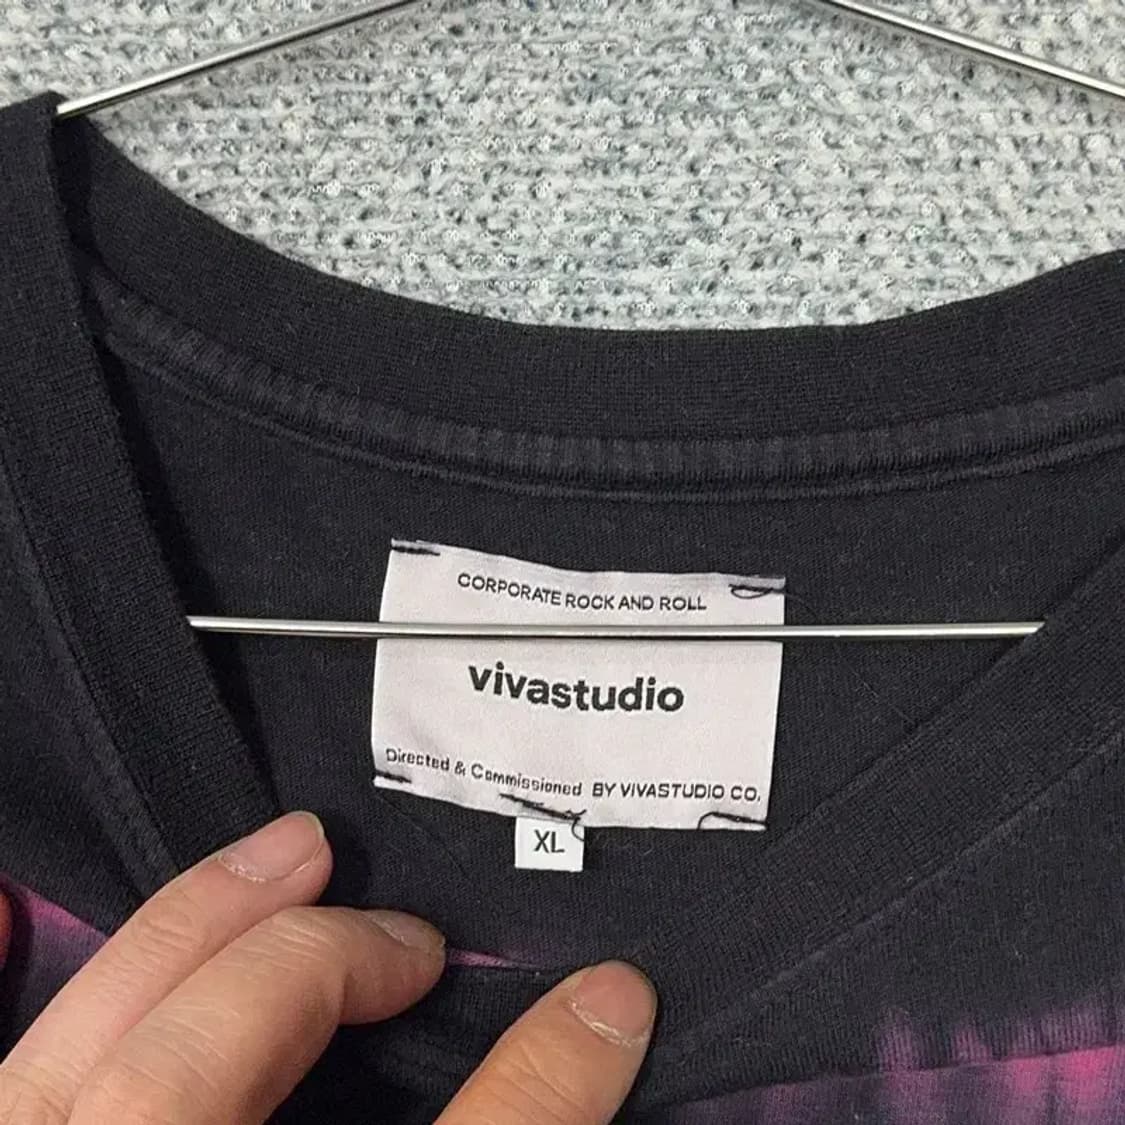 CORPORATE ROCK AND ROLL
vivastudio
Directed & Commissioned BY VIVASTUDIO CO.
XL